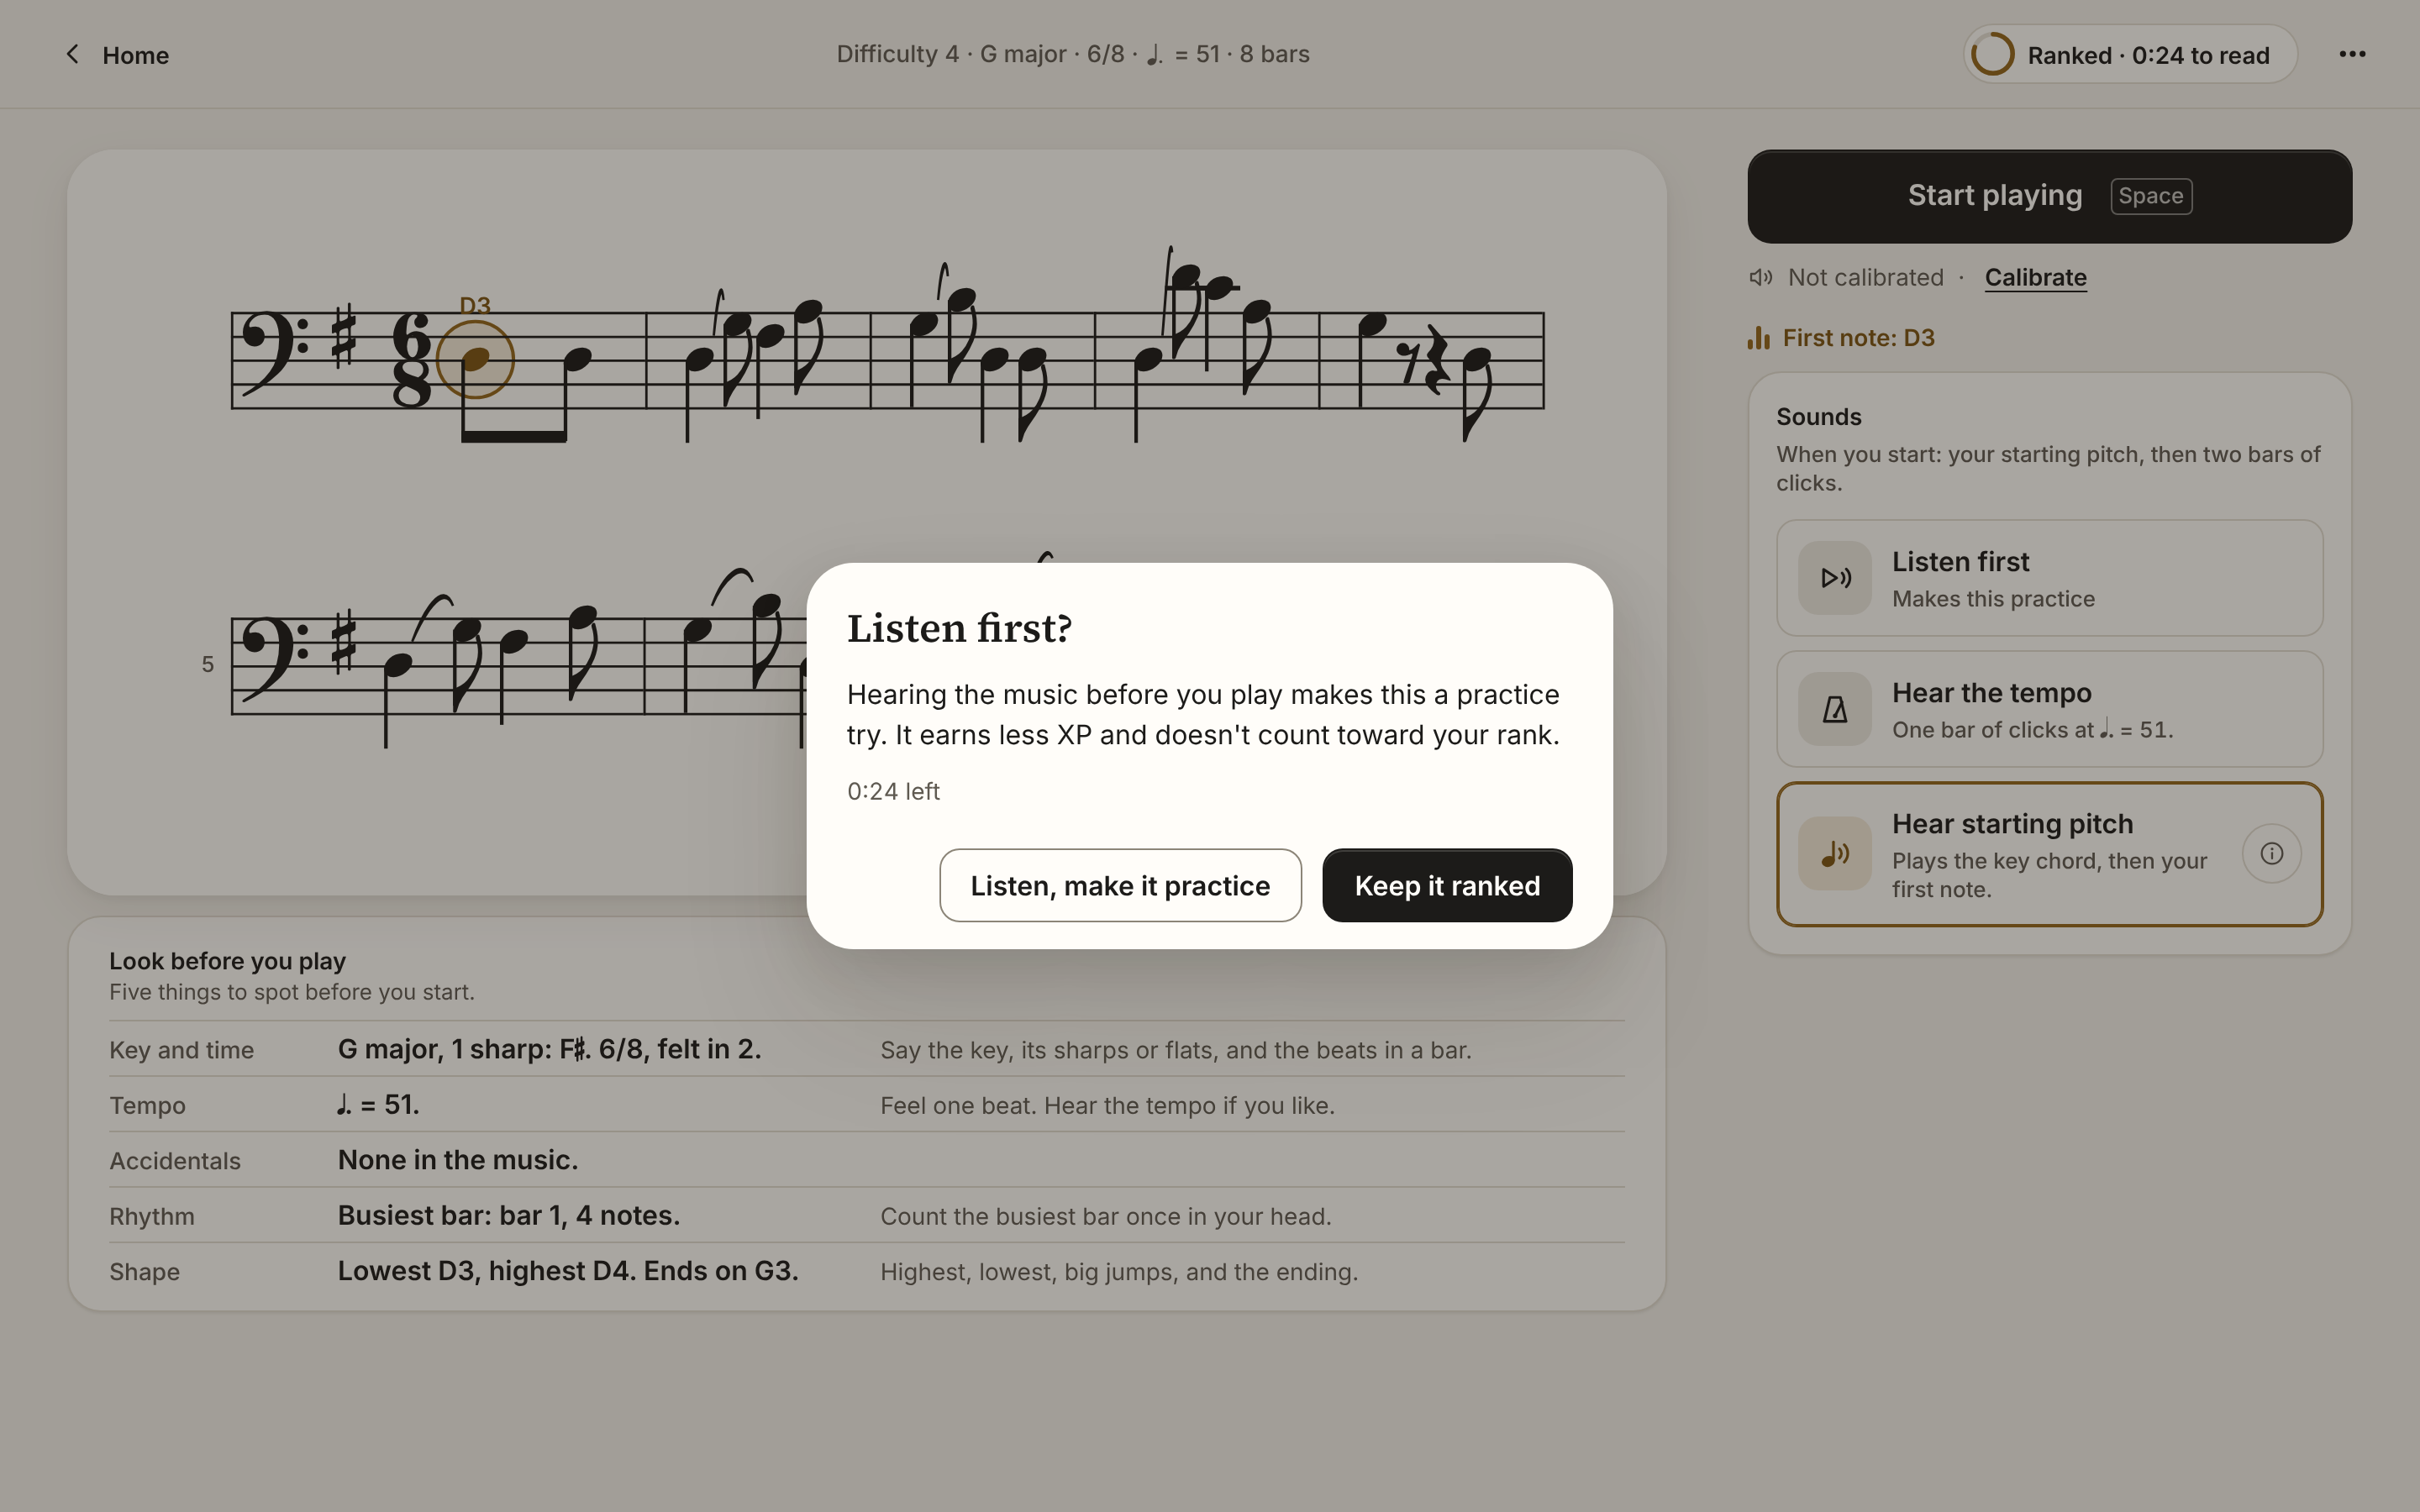 Home
Difficulty 4 · G major · 6/8 · ♩. = 51 · 8 bars
Ranked · 0:24 to read
D3
5
Start playing Space
Not calibrated · Calibrate
First note: D3
Sounds
When you start: your starting pitch, then two bars of
clicks.
Listen first
Makes this practice
Hear the tempo
One bar of clicks at ♩. = 51.
Hear starting pitch
Plays the key chord, then your
first note.
Listen first?
Hearing the music before you play makes this a practice
try. It earns less XP and doesn't count toward your rank.
0:24 left
Listen, make it practice
Keep it ranked
Look before you play
Five things to spot before you start.
Key and time G major, 1 sharp: F♯. 6/8, felt in 2. Say the key, its sharps or flats, and the beats in a bar.
Tempo ♩. = 51. Feel one beat. Hear the tempo if you like.
Accidentals None in the music.
Rhythm Busiest bar: bar 1, 4 notes. Count the busiest bar once in your head.
Shape Lowest D3, highest D4. Ends on G3. Highest, lowest, big jumps, and the ending.